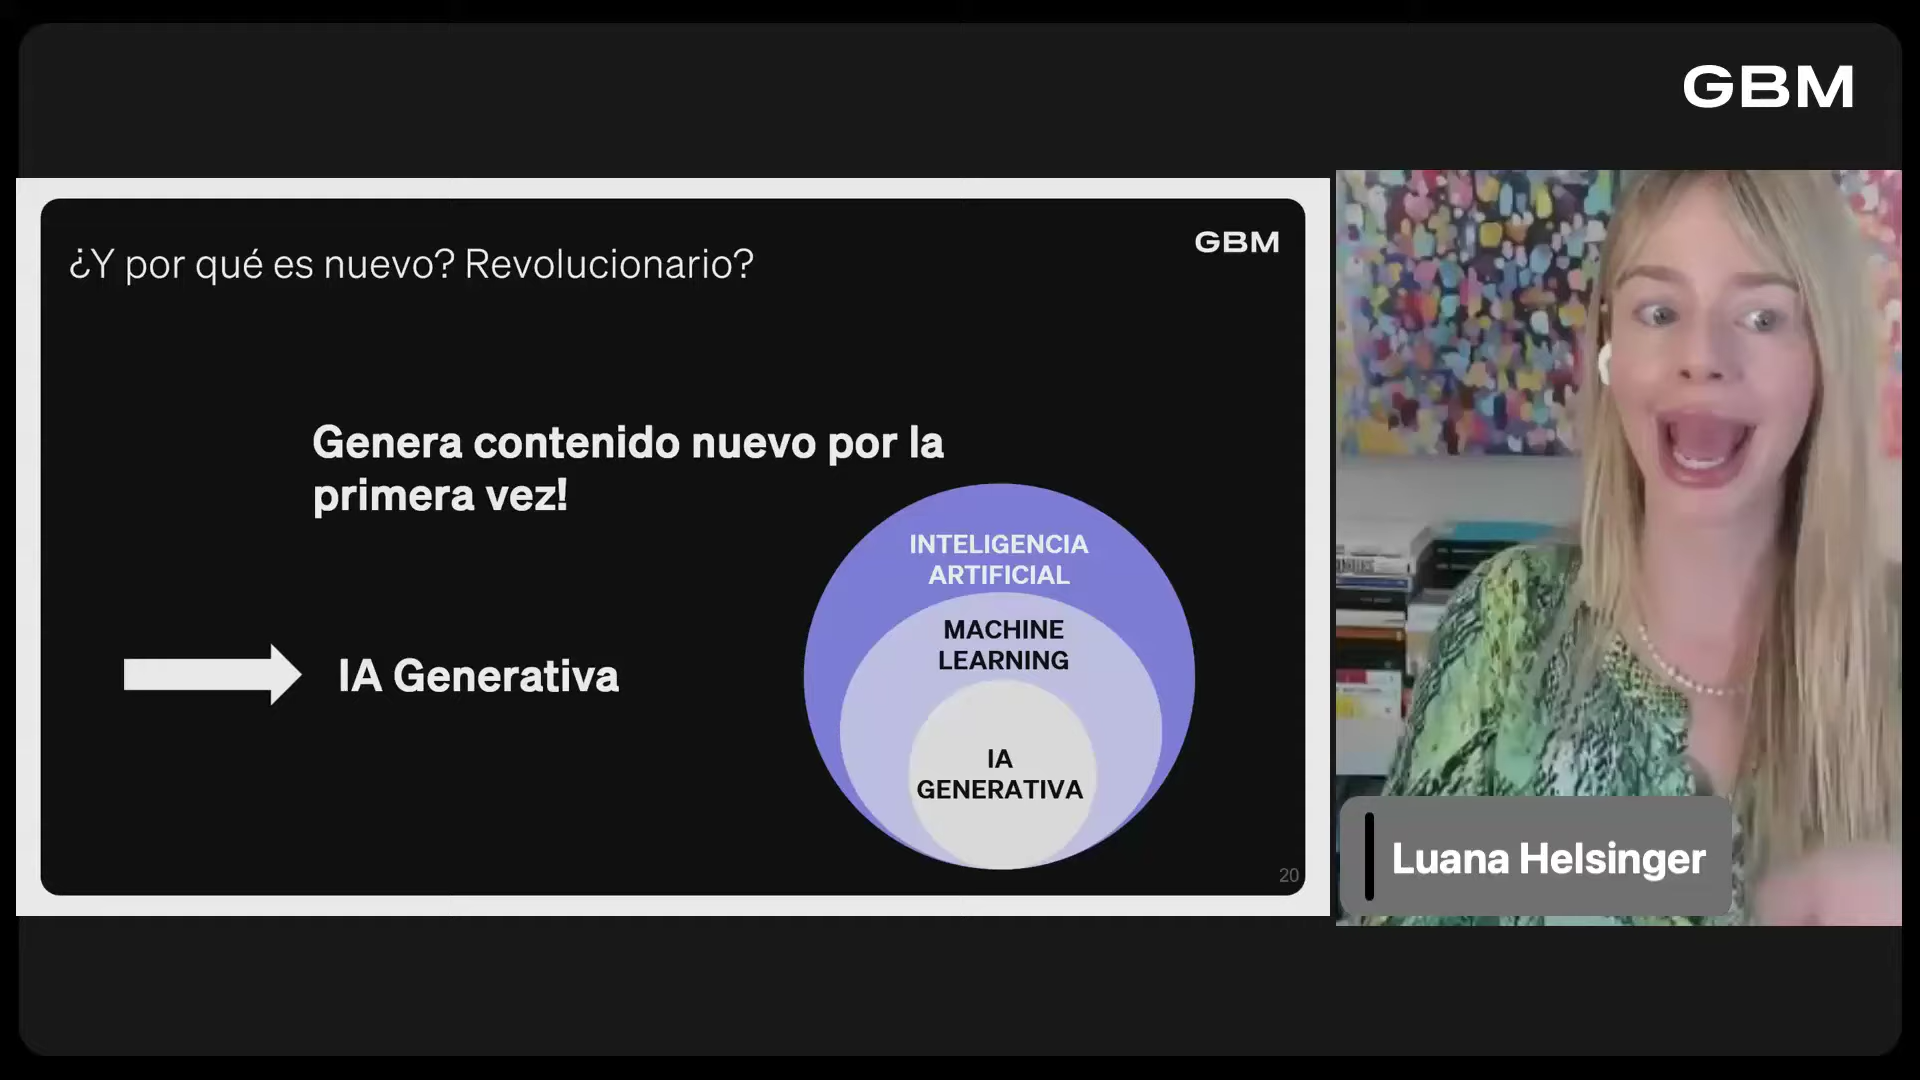 GBM
¿Y por qué es nuevo? Revolucionario?
GBM
Genera contenido nuevo por la
primera vez!
IA Generativa
INTELIGENCIA
ARTIFICIAL
MACHINE
LEARNING
IA
GENERATIVA
20
Luana Helsinger